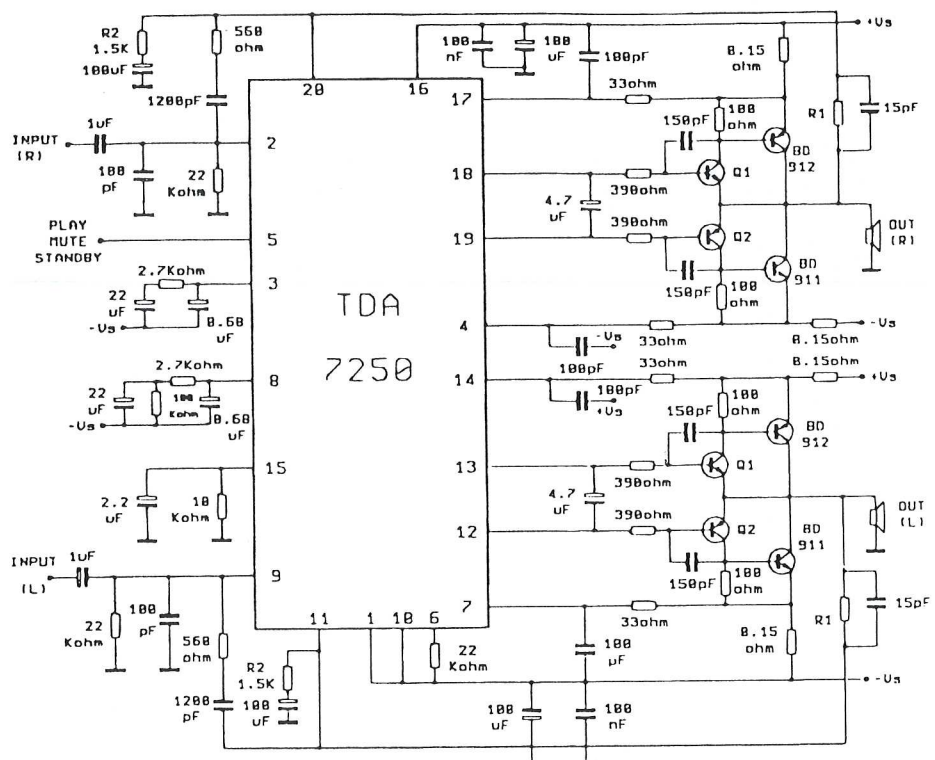 R2
1.5K
100uF
560
ohm
1200pF
100
nF
100
uF
100pF
+Vs
0.15
ohm
20
16
17
33ohm
R1
15pF
INPUT
(R)
1uF
2
100
pF
22
Kohm
150pF
100
ohm
BD
912
18
390ohm
Q1
4.7
uF
PLAY
MUTE
STANDBY
5
19
390ohm
Q2
OUT
(R)
2.7Kohm
3
22
uF
-Vs
0.68
uF
TDA
7250
150pF
100
ohm
BD
911
4
33ohm
-Vs
100pF
-Vs
0.15ohm
2.7Kohm
8
22
uF
100
Kohm
-Vs
0.68
uF
14
100pF
+Vs
33ohm
0.15ohm
+Vs
150pF
100
ohm
BD
912
15
2.2
uF
10
Kohm
13
390ohm
Q1
4.7
uF
12
390ohm
Q2
OUT
(L)
INPUT
(L)
1uF
9
150pF
100
ohm
BD
911
22
Kohm
100
pF
560
ohm
1200
pF
7
33ohm
R1
15pF
0.15
ohm
11
1
10
6
22
Kohm
100
µF
R2
1.5K
100
uF
-Vs
100
uF
100
nF